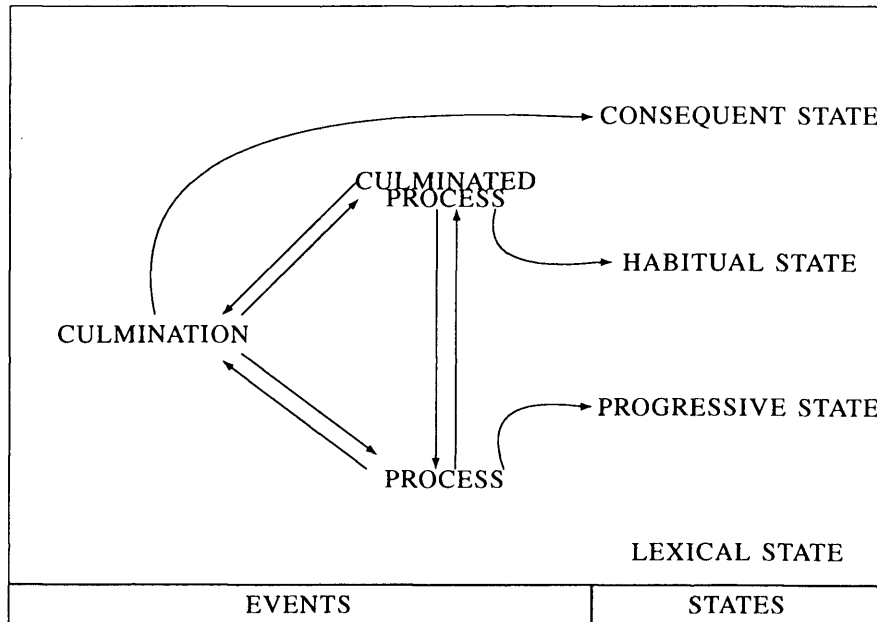 CONSEQUENT STATE
CULMINATED
PROCESS
HABITUAL STATE
CULMINATION
PROGRESSIVE STATE
PROCESS
LEXICAL STATE
EVENTS
STATES